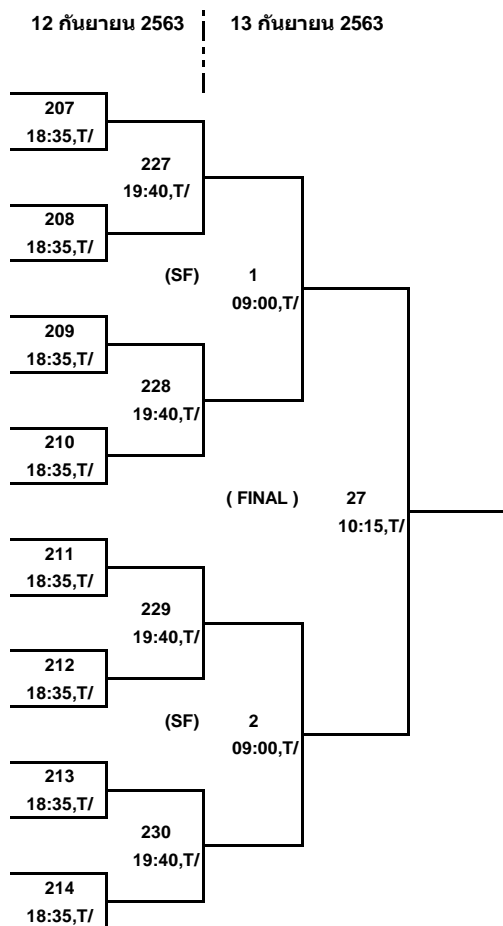 12 กันยายน 2563 13 กันยายน 2563
207
18:35,T/
227
19:40,T/
208
18:35,T/
(SF) 1
09:00,T/
209
18:35,T/
228
19:40,T/
210
18:35,T/
( FINAL ) 27
10:15,T/
211
18:35,T/
229
19:40,T/
212
18:35,T/
(SF) 2
09:00,T/
213
18:35,T/
230
19:40,T/
214
18:35,T/